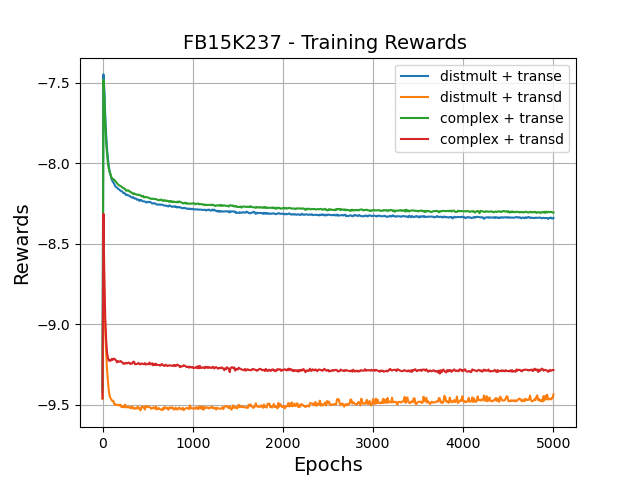 FB15K237 - Training Rewards
distmult + transe
distmult + transd
complex + transe
complex + transd
Rewards
−7.5
−8.0
−8.5
−9.0
−9.5
0 1000 2000 3000 4000 5000
Epochs